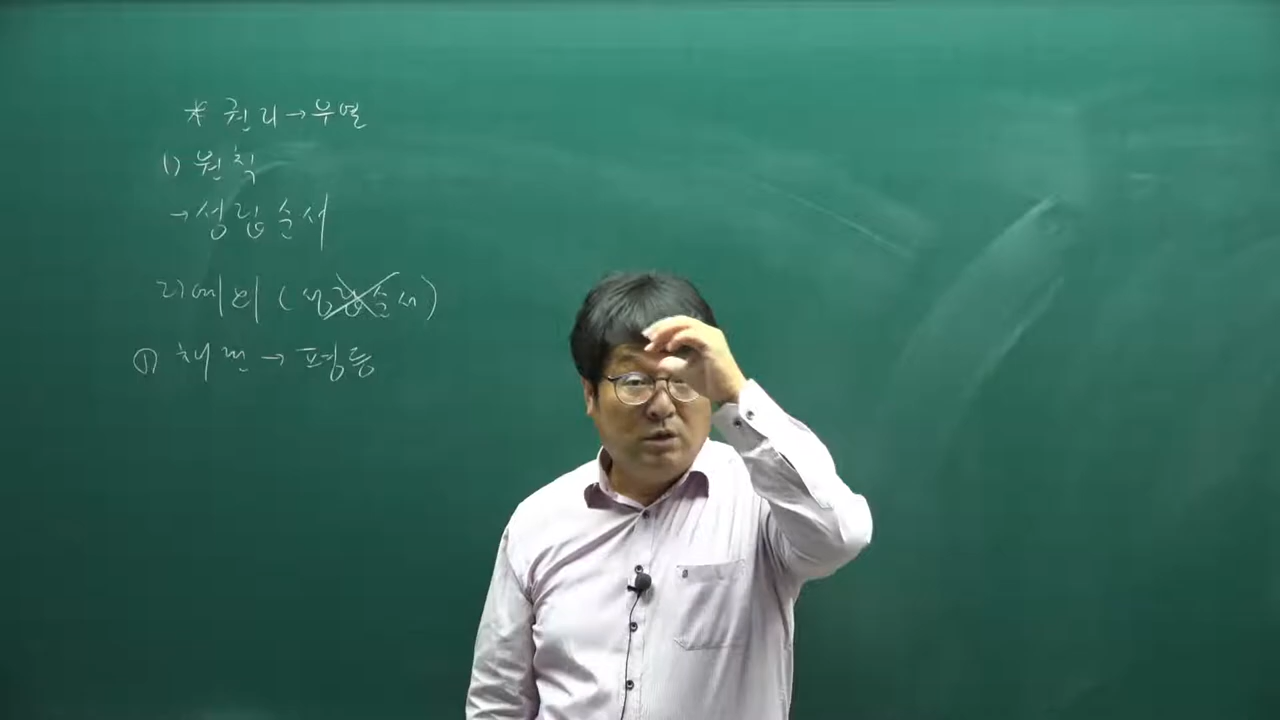 * 권리→우열
1) 원칙
→성립순서
2) 예외 (성립순서)
① 채권→평등